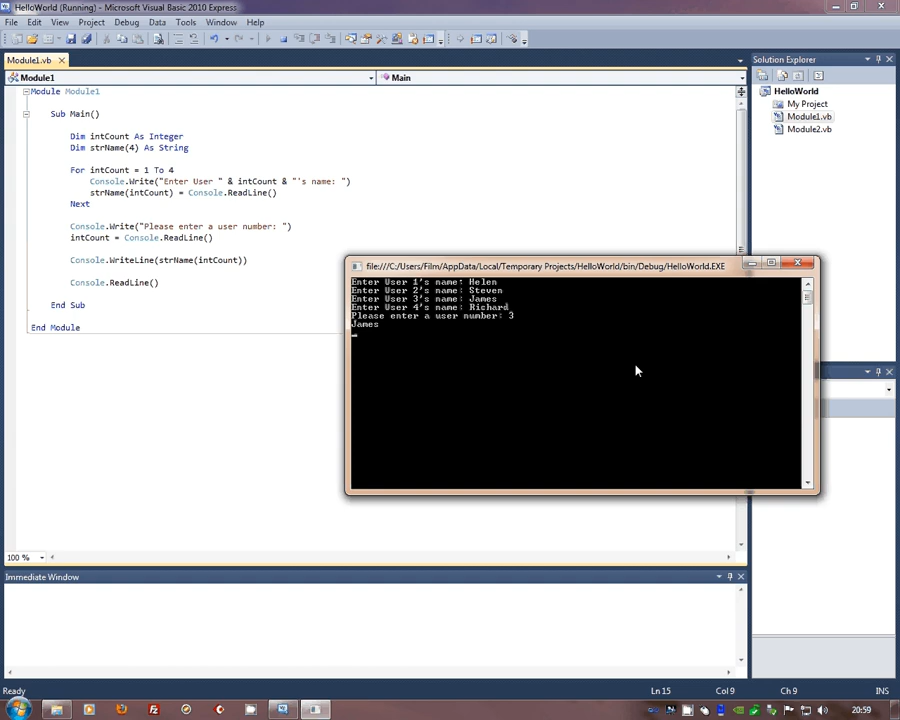 HelloWorld (Running) - Microsoft Visual Basic 2010 Express
File Edit View Project Debug Data Tools Window Help
Module1.vb
Module1
Main
Module Module1
Sub Main()
Dim intCount As Integer
Dim strName(4) As String
For intCount = 1 To 4
Console.Write("Enter User " & intCount & "'s name: ")
strName(intCount) = Console.ReadLine()
Next
Console.Write("Please enter a user number: ")
intCount = Console.ReadLine()
Console.WriteLine(strName(intCount))
Console.ReadLine()
End Sub
End Module
Solution Explorer
HelloWorld
My Project
Module1.vb
Module2.vb
file:///C:/Users/Film/AppData/Local/Temporary Projects/HelloWorld/bin/Debug/HelloWorld.EXE
Enter User 1's name: Helen
Enter User 2's name: Steven
Enter User 3's name: James
Enter User 4's name: Richard
Please enter a user number: 3
James
100 %
Immediate Window
Ready
Ln 15 Col 9 Ch 9 INS
20:59